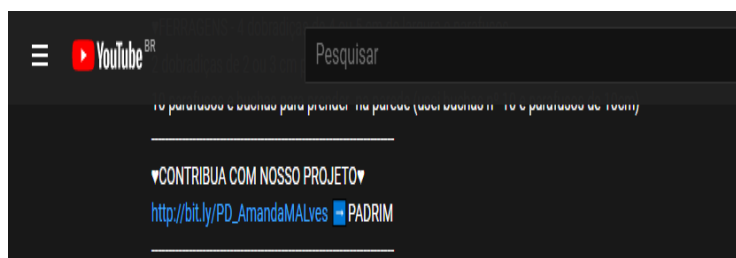 YouTube BR
Pesquisar
10 parafusos e buchas para prender na parede (usei buchas n° 10 e parafusos de 10cm)
♥CONTRIBUA COM NOSSO PROJETO♥
http://bit.ly/PD_AmandaMALves ➡ PADRIM